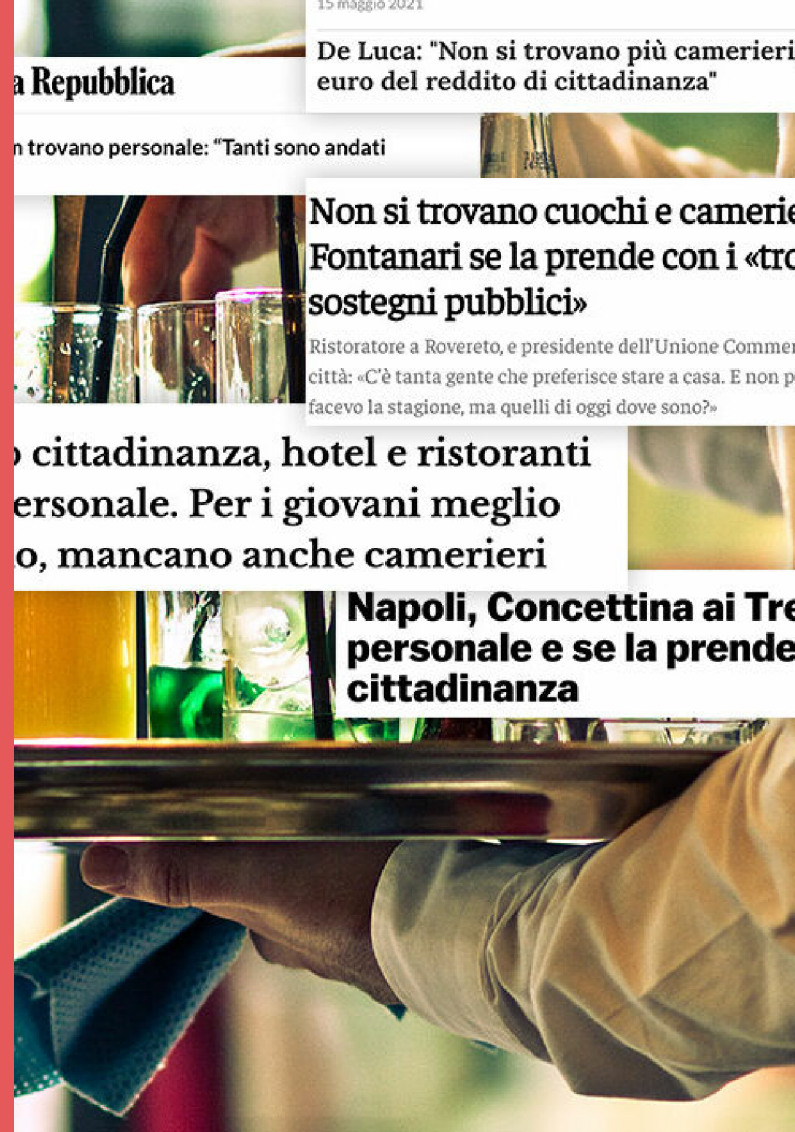 15 maggio 2021
De Luca: "Non si trovano più camerieri
euro del reddito di cittadinanza"
a Repubblica
n trovano personale: “Tanti sono andati
Non si trovano cuochi e camerie
Fontanari se la prende con i «tro
sostegni pubblici»
Ristoratore a Rovereto, e presidente dell'Unione Commer
città: «C'è tanta gente che preferisce stare a casa. E non p
facevo la stagione, ma quelli di oggi dove sono?»
o cittadinanza, hotel e ristoranti
ersonale. Per i giovani meglio
o, mancano anche camerieri
Napoli, Concettina ai Tre
personale e se la prende
cittadinanza